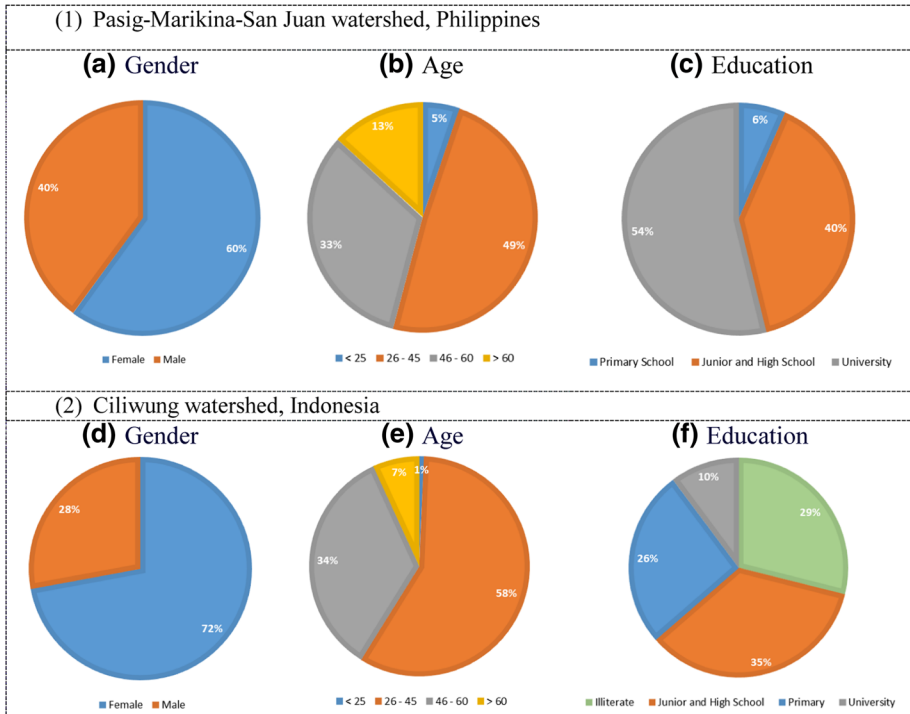 (1) Pasig-Marikina-San Juan watershed, Philippines
(a) Gender
40%
60%
Female Male
(b) Age
5%
13%
33%
49%
< 25 26 - 45 46 - 60 > 60
(c) Education
6%
54%
40%
Primary School Junior and High School University
(2) Ciliwung watershed, Indonesia
(d) Gender
28%
72%
Female Male
(e) Age
7% 1%
34%
58%
< 25 26 - 45 46 - 60 > 60
(f) Education
10%
29%
26%
35%
Illiterate Junior and High School Primary University